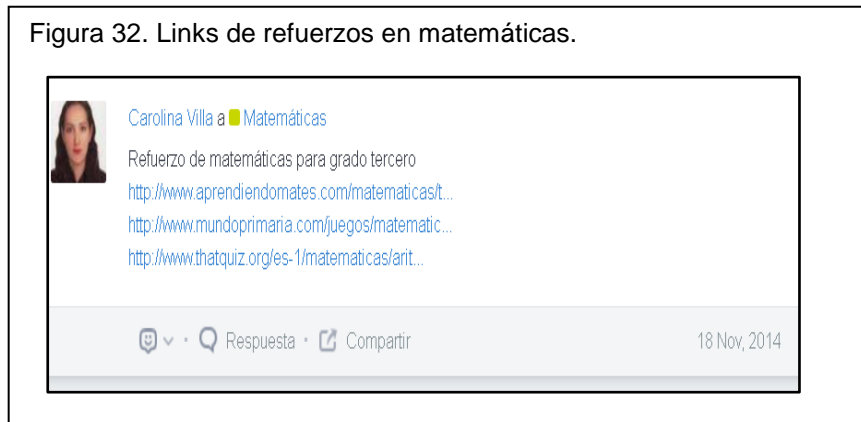 Figura 32. Links de refuerzos en matemáticas.
Carolina Villa a Matemáticas
Refuerzo de matemáticas para grado tercero
http://www.aprendiendomates.com/matematicas/t...
http://www.mundoprimaria.com/juegos/matematic...
http://www.thatquiz.org/es-1/matematicas/arit...
Respuesta • Compartir 18 Nov, 2014